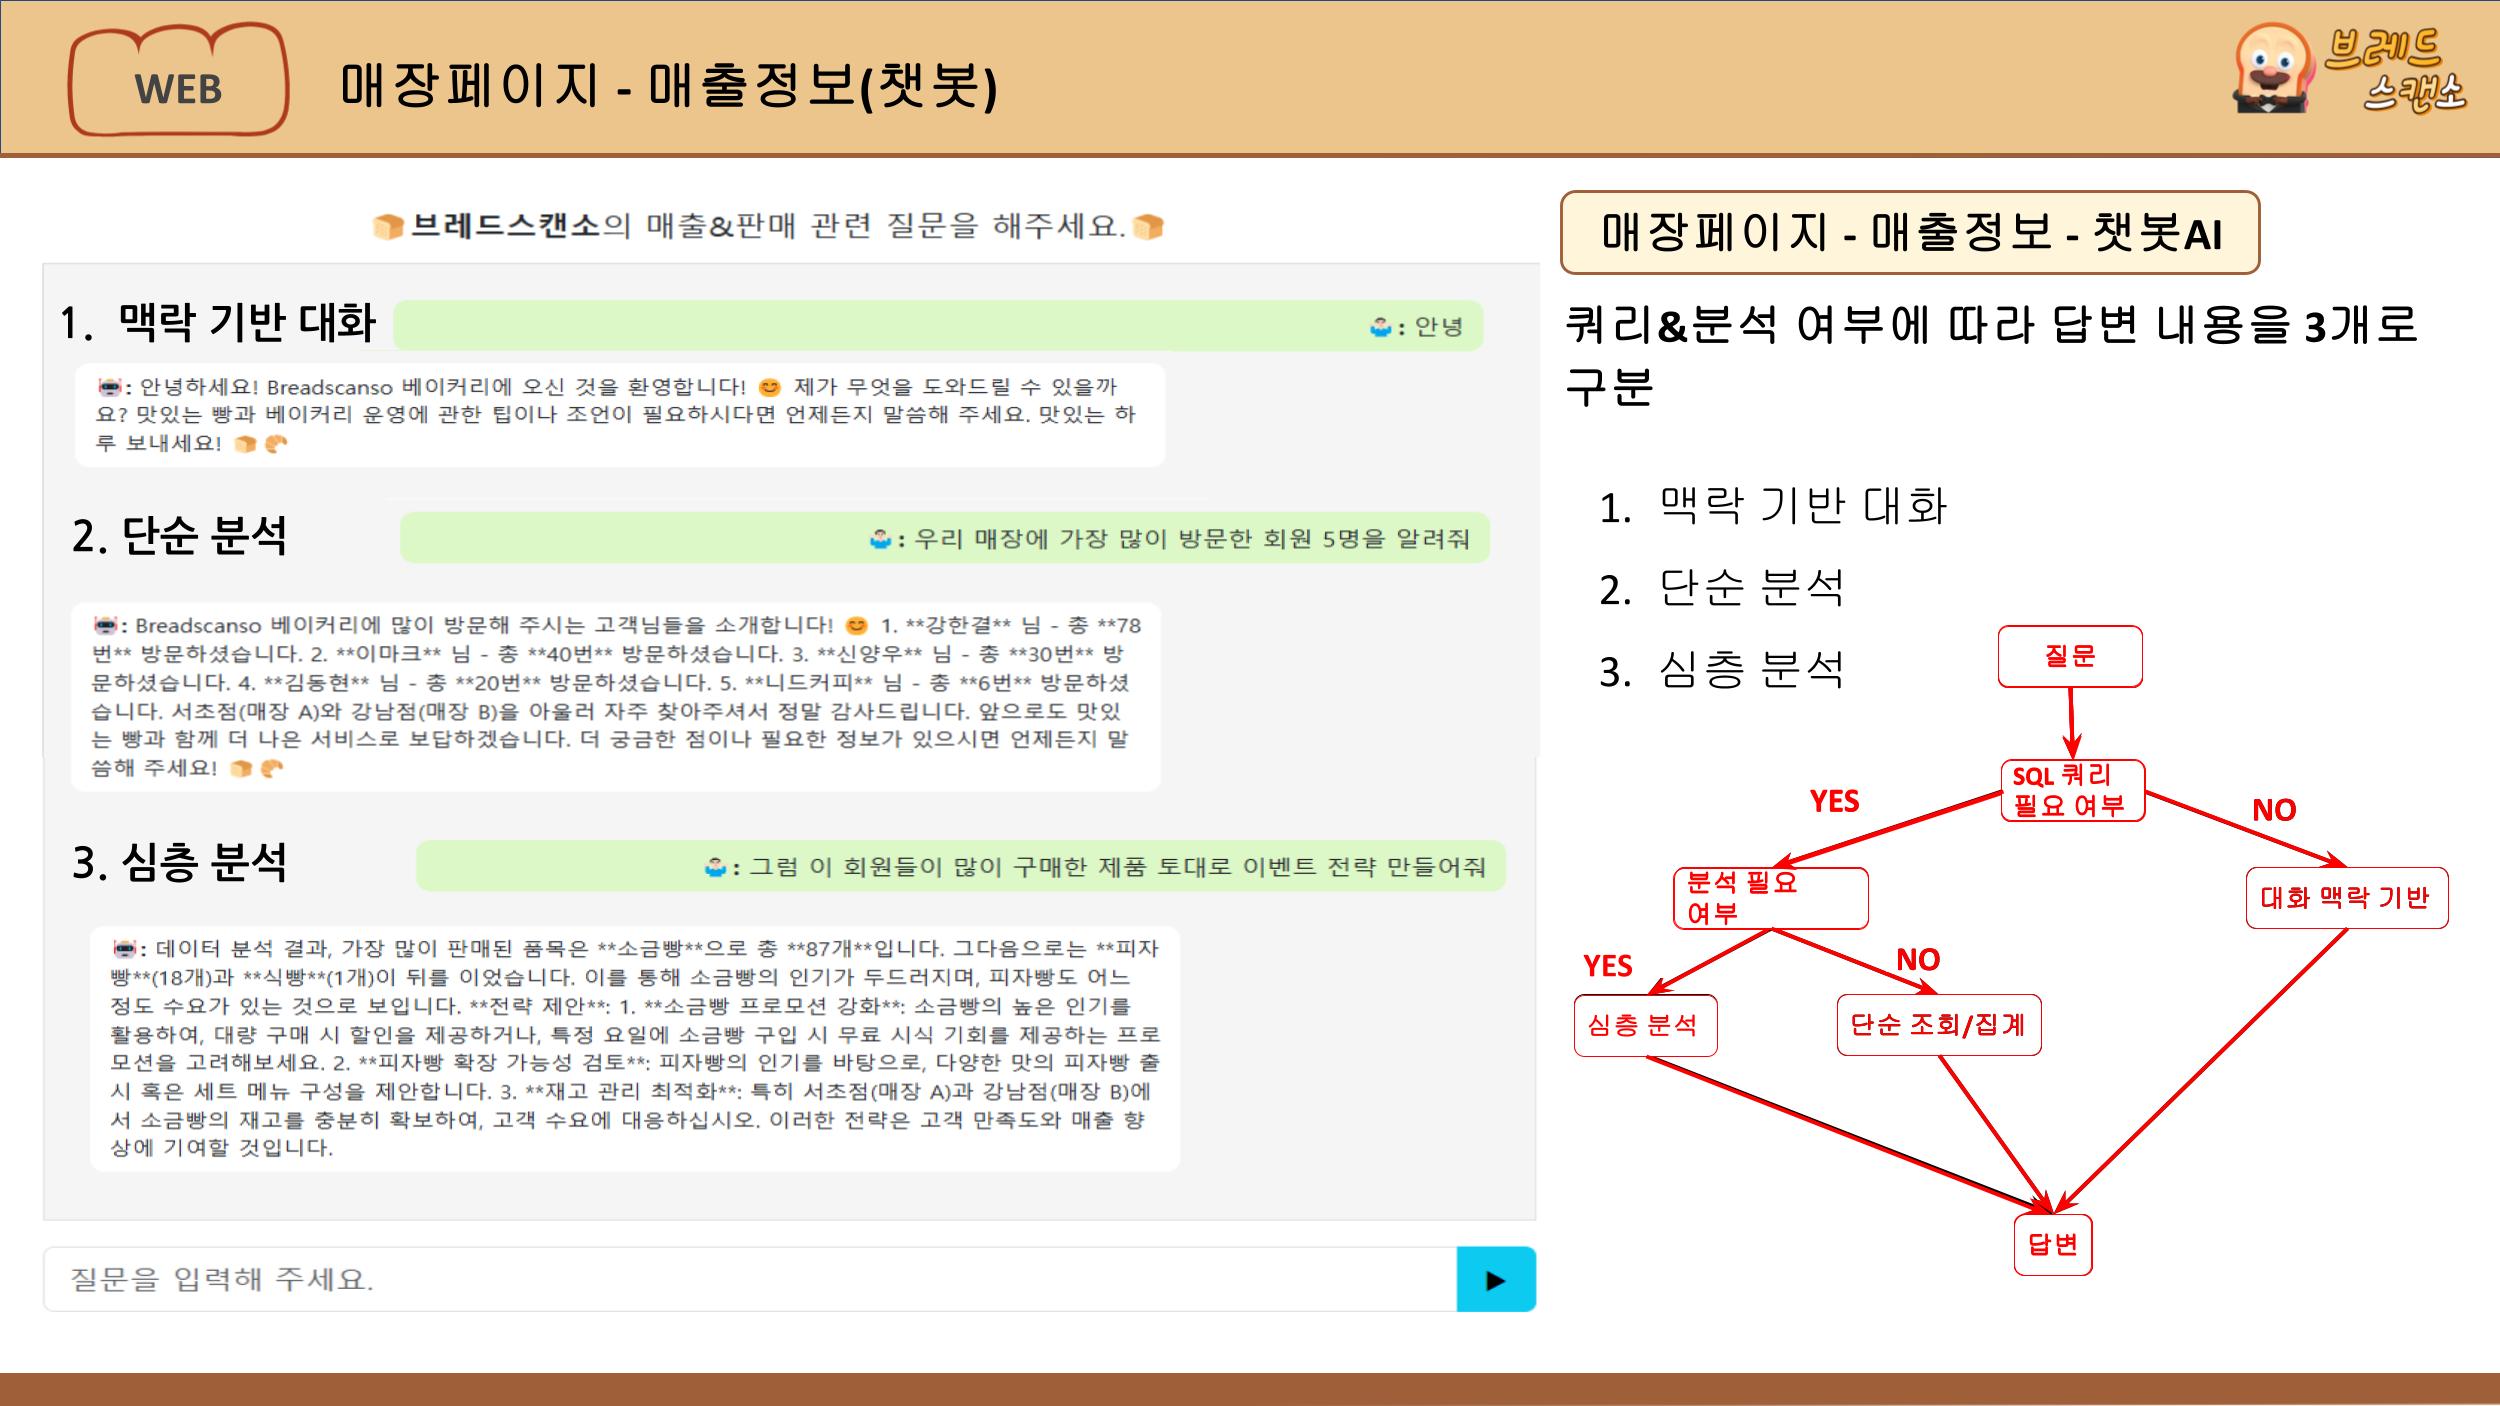 WEB
매장페이지 - 매출정보(챗봇)
브레드
스캔소
브레드스캔소의 매출&판매 관련 질문을 해주세요.
1. 맥락 기반 대화
: 안녕
: 안녕하세요! Breadscanso 베이커리에 오신 것을 환영합니다! 😊 제가 무엇을 도와드릴 수 있을까
요? 맛있는 빵과 베이커리 운영에 관한 팁이나 조언이 필요하시다면 언제든지 말씀해 주세요. 맛있는 하
루 보내세요! 🍞🥐
2. 단순 분석
: 우리 매장에 가장 많이 방문한 회원 5명을 알려줘
: Breadscanso 베이커리에 많이 방문해 주시는 고객님들을 소개합니다! 😊 1. **강한결** 님 - 총 **78
번** 방문하셨습니다. 2. **이마크** 님 - 총 **40번** 방문하셨습니다. 3. **신양우** 님 - 총 **30번** 방
문하셨습니다. 4. **김동현** 님 - 총 **20번** 방문하셨습니다. 5. **니드커피** 님 - 총 **6번** 방문하셨
습니다. 서초점(매장 A)와 강남점(매장 B)을 아울러 자주 찾아주셔서 정말 감사드립니다. 앞으로도 맛있
는 빵과 함께 더 나은 서비스로 보답하겠습니다. 더 궁금한 점이나 필요한 정보가 있으시면 언제든지 말
씀해 주세요! 🍞🥐
3. 심층 분석
: 그럼 이 회원들이 많이 구매한 제품 토대로 이벤트 전략 만들어줘
: 데이터 분석 결과, 가장 많이 판매된 품목은 **소금빵**으로 총 **87개**입니다. 그다음으로는 **피자
빵**(18개)과 **식빵**(1개)이 뒤를 이었습니다. 이를 통해 소금빵의 인기가 두드러지며, 피자빵도 어느
정도 수요가 있는 것으로 보입니다. **전략 제안**: 1. **소금빵 프로모션 강화**: 소금빵의 높은 인기를
활용하여, 대량 구매 시 할인을 제공하거나, 특정 요일에 소금빵 구입 시 무료 시식 기회를 제공하는 프로
모션을 고려해보세요. 2. **피자빵 확장 가능성 검토**: 피자빵의 인기를 바탕으로, 다양한 맛의 피자빵 출
시 혹은 세트 메뉴 구성을 제안합니다. 3. **재고 관리 최적화**: 특히 서초점(매장 A)과 강남점(매장 B)에
서 소금빵의 재고를 충분히 확보하여, 고객 수요에 대응하십시오. 이러한 전략은 고객 만족도와 매출 향
상에 기여할 것입니다.
질문을 입력해 주세요.
매장페이지 - 매출정보 - 챗봇AI
쿼리&분석 여부에 따라 답변 내용을 3개로
구분
1. 맥락 기반 대화
2. 단순 분석
3. 심층 분석
질문
SQL 쿼리
필요 여부
YES
NO
분석 필요
여부
대화 맥락 기반
YES
NO
심층 분석
단순 조회/집계
답변